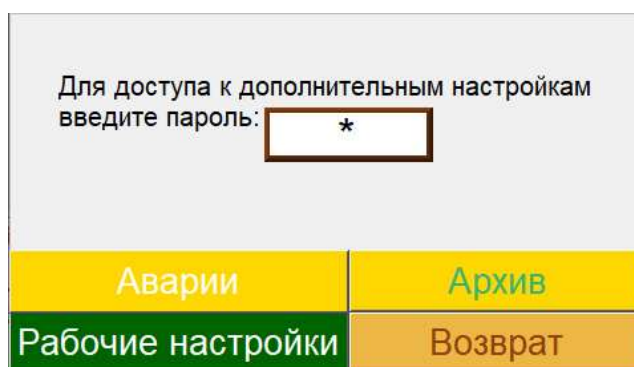 Для доступа к дополнительным настройкам
введите пароль: *
Аварии Архив
Рабочие настройки Возврат